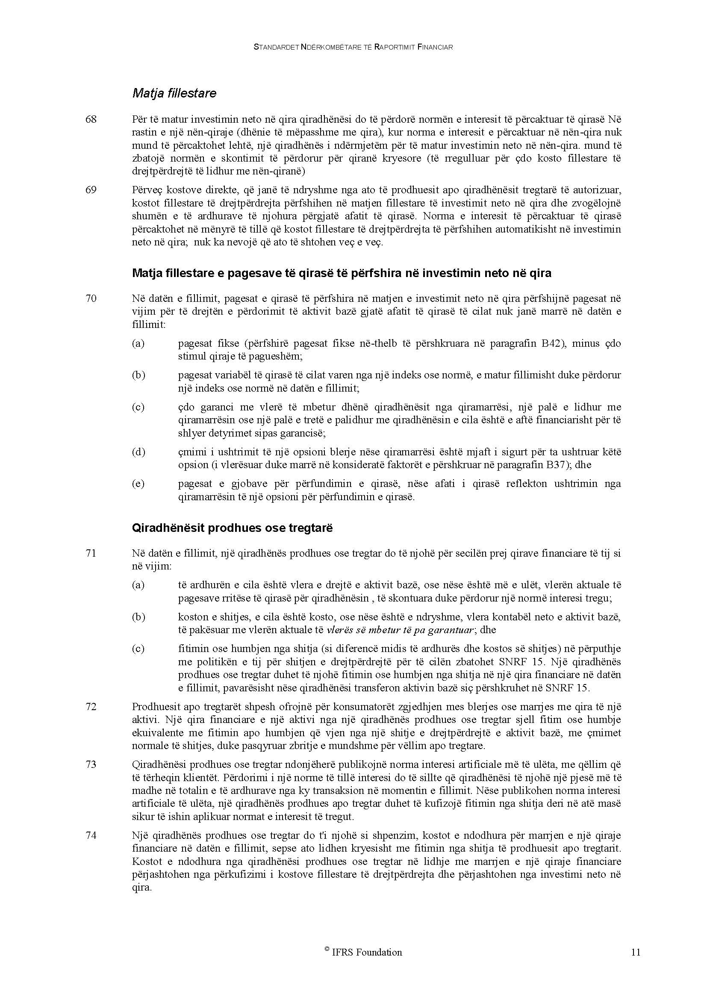 STANDARDET NDËRKOMBËTARE TË RAPORTIMIT FINANCIAR
Matja fillestare
68 Për të matur investimin neto në qira qiradhënësi do të përdorë normën e interesit të përcaktuar të qirasë Në
rastin e një nën-qiraje (dhënie të mëpasshme me qira), kur norma e interesit e përcaktuar në nën-qira nuk
mund të përcaktohet lehtë, një qiradhënës i ndërmjetëm për të matur investimin neto në nën-qira. mund të
zbatojë normën e skontimit të përdorur për qiranë kryesore (të rregulluar për çdo kosto fillestare të
drejtpërdrejtë të lidhur me nën-qiranë)
69 Përveç kostove direkte, që janë të ndryshme nga ato të prodhuesit apo qiradhënësit tregtarë të autorizuar,
kostot fillestare të drejtpërdrejta përfshihen në matjen fillestare të investimit neto në qira dhe zvogëlojnë
shumën e të ardhurave të njohura përgjatë afatit të qirasë. Norma e interesit të përcaktuar të qirasë
përcaktohet në mënyrë të tillë që kostot fillestare të drejtpërdrejta të përfshihen automatikisht në investimin
neto në qira;  nuk ka nevojë që ato të shtohen veç e veç.
Matja fillestare e pagesave të qirasë të përfshira në investimin neto në qira
70 Në datën e fillimit, pagesat e qirasë të përfshira në matjen e investimit neto në qira përfshijnë pagesat në
vijim për të drejtën e përdorimit të aktivit bazë gjatë afatit të qirasë të cilat nuk janë marrë në datën e
fillimit:
(a) pagesat fikse (përfshirë pagesat fikse në-thelb të përshkruara në paragrafin B42), minus çdo
stimul qiraje të pagueshëm;
(b) pagesat variabël të qirasë të cilat varen nga një indeks ose normë, e matur fillimisht duke përdorur
një indeks ose normë në datën e fillimit;
(c) çdo garanci me vlerë të mbetur dhënë qiradhënësit nga qiramarrësi, një palë e lidhur me
qiramarrësin ose një palë e tretë e palidhur me qiradhënësin e cila është e aftë financiarisht për të
shlyer detyrimet sipas garancisë;
(d) çmimi i ushtrimit të një opsioni blerje nëse qiramarrësi është mjaft i sigurt për ta ushtruar këtë
opsion (i vlerësuar duke marrë në konsideratë faktorët e përshkruar në paragrafin B37); dhe
(e) pagesat e gjobave për përfundimin e qirasë, nëse afati i qirasë reflekton ushtrimin nga
qiramarrësin të një opsioni për përfundimin e qirasë.
Qiradhënësit prodhues ose tregtarë
71 Në datën e fillimit, një qiradhënës prodhues ose tregtar do të njohë për secilën prej qirave financiare të tij si
në vijim:
(a) të ardhurën e cila është vlera e drejtë e aktivit bazë, ose nëse është më e ulët, vlerën aktuale të
pagesave rritëse të qirasë për qiradhënësin , të skontuara duke përdorur një normë interesi tregu;
(b) koston e shitjes, e cila është kosto, ose nëse është e ndryshme, vlera kontabël neto e aktivit bazë,
të pakësuar me vlerën aktuale të vlerës së mbetur të pa garantuar; dhe
(c) fitimin ose humbjen nga shitja (si diferencë midis të ardhurës dhe kostos së shitjes) në përputhje
me politikën e tij për shitjen e drejtpërdrejtë për të cilën zbatohet SNRF 15. Një qiradhënës
prodhues ose tregtar duhet të njohë fitimin ose humbjen nga shitja në një qira financiare në datën
e fillimit, pavarësisht nëse qiradhënësi transferon aktivin bazë siç përshkruhet në SNRF 15.
72 Prodhuesit apo tregtarët shpesh ofrojnë për konsumatorët zgjedhjen mes blerjes ose marrjes me qira të një
aktivi. Një qira financiare e një aktivi nga një qiradhënës prodhues ose tregtar sjell fitim ose humbje
ekuivalente me fitimin apo humbjen që vjen nga një shitje e drejtpërdrejtë e aktivit bazë, me çmimet
normale të shitjes, duke pasqyruar zbritje e mundshme për vëllim apo tregtare.
73 Qiradhënësi prodhues ose tregtar ndonjëherë publikojnë norma interesi artificiale më të ulëta, me qëllim që
të tërheqin klientët. Përdorimi i një norme të tillë interesi do të sillte që qiradhënësi të njohë një pjesë më të
madhe në totalin e të ardhurave nga ky transaksion në momentin e fillimit. Nëse publikohen norma interesi
artificiale të ulëta, një qiradhënës prodhues apo tregtar duhet të kufizojë fitimin nga shitja deri në atë masë
sikur të ishin aplikuar normat e interesit të tregut.
74 Një qiradhënës prodhues ose tregtar do t'i njohë si shpenzim, kostot e ndodhura për marrjen e një qiraje
financiare në datën e fillimit, sepse ato lidhen kryesisht me fitimin nga shitja të prodhuesit apo tregtarit.
Kostot e ndodhura nga qiradhënësi prodhues ose tregtar në lidhje me marrjen e një qiraje financiare
përjashtohen nga përkufizimi i kostove fillestare të drejtpërdrejta dhe përjashtohen nga investimi neto në
qira.
© IFRS Foundation 11